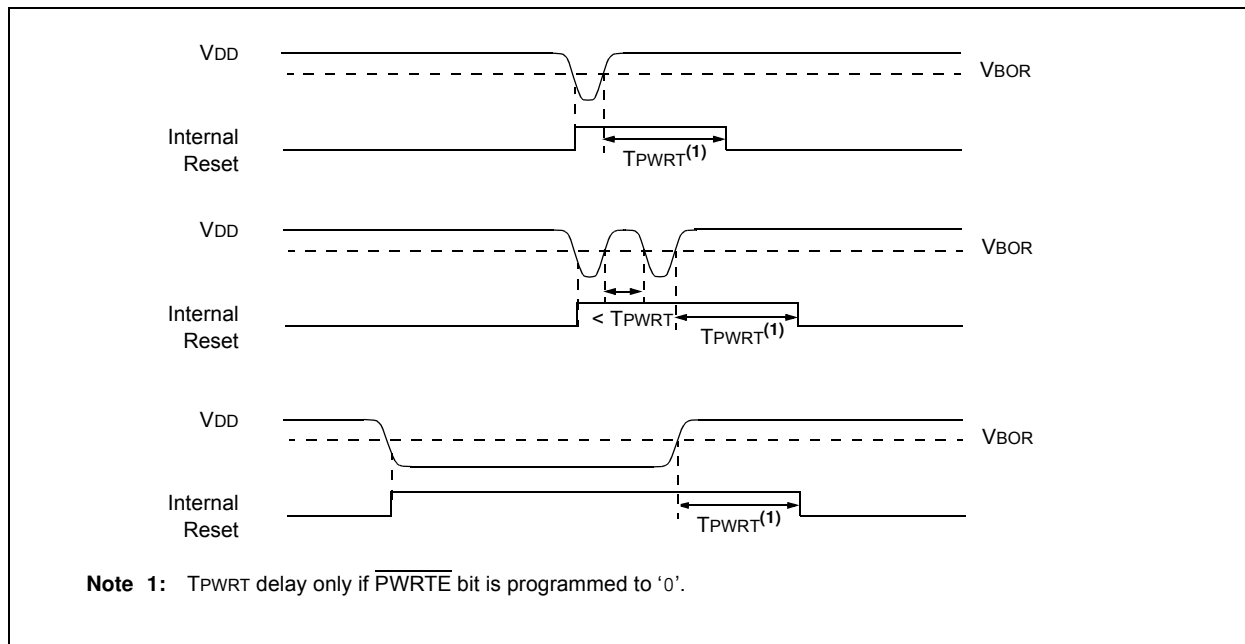 VDD
VBOR
Internal
Reset
TPWRT(1)
VDD
VBOR
Internal
Reset
< TPWRT
TPWRT(1)
VDD
VBOR
Internal
Reset
TPWRT(1)
Note 1: TPWRT delay only if PWRTE bit is programmed to ‘0’.